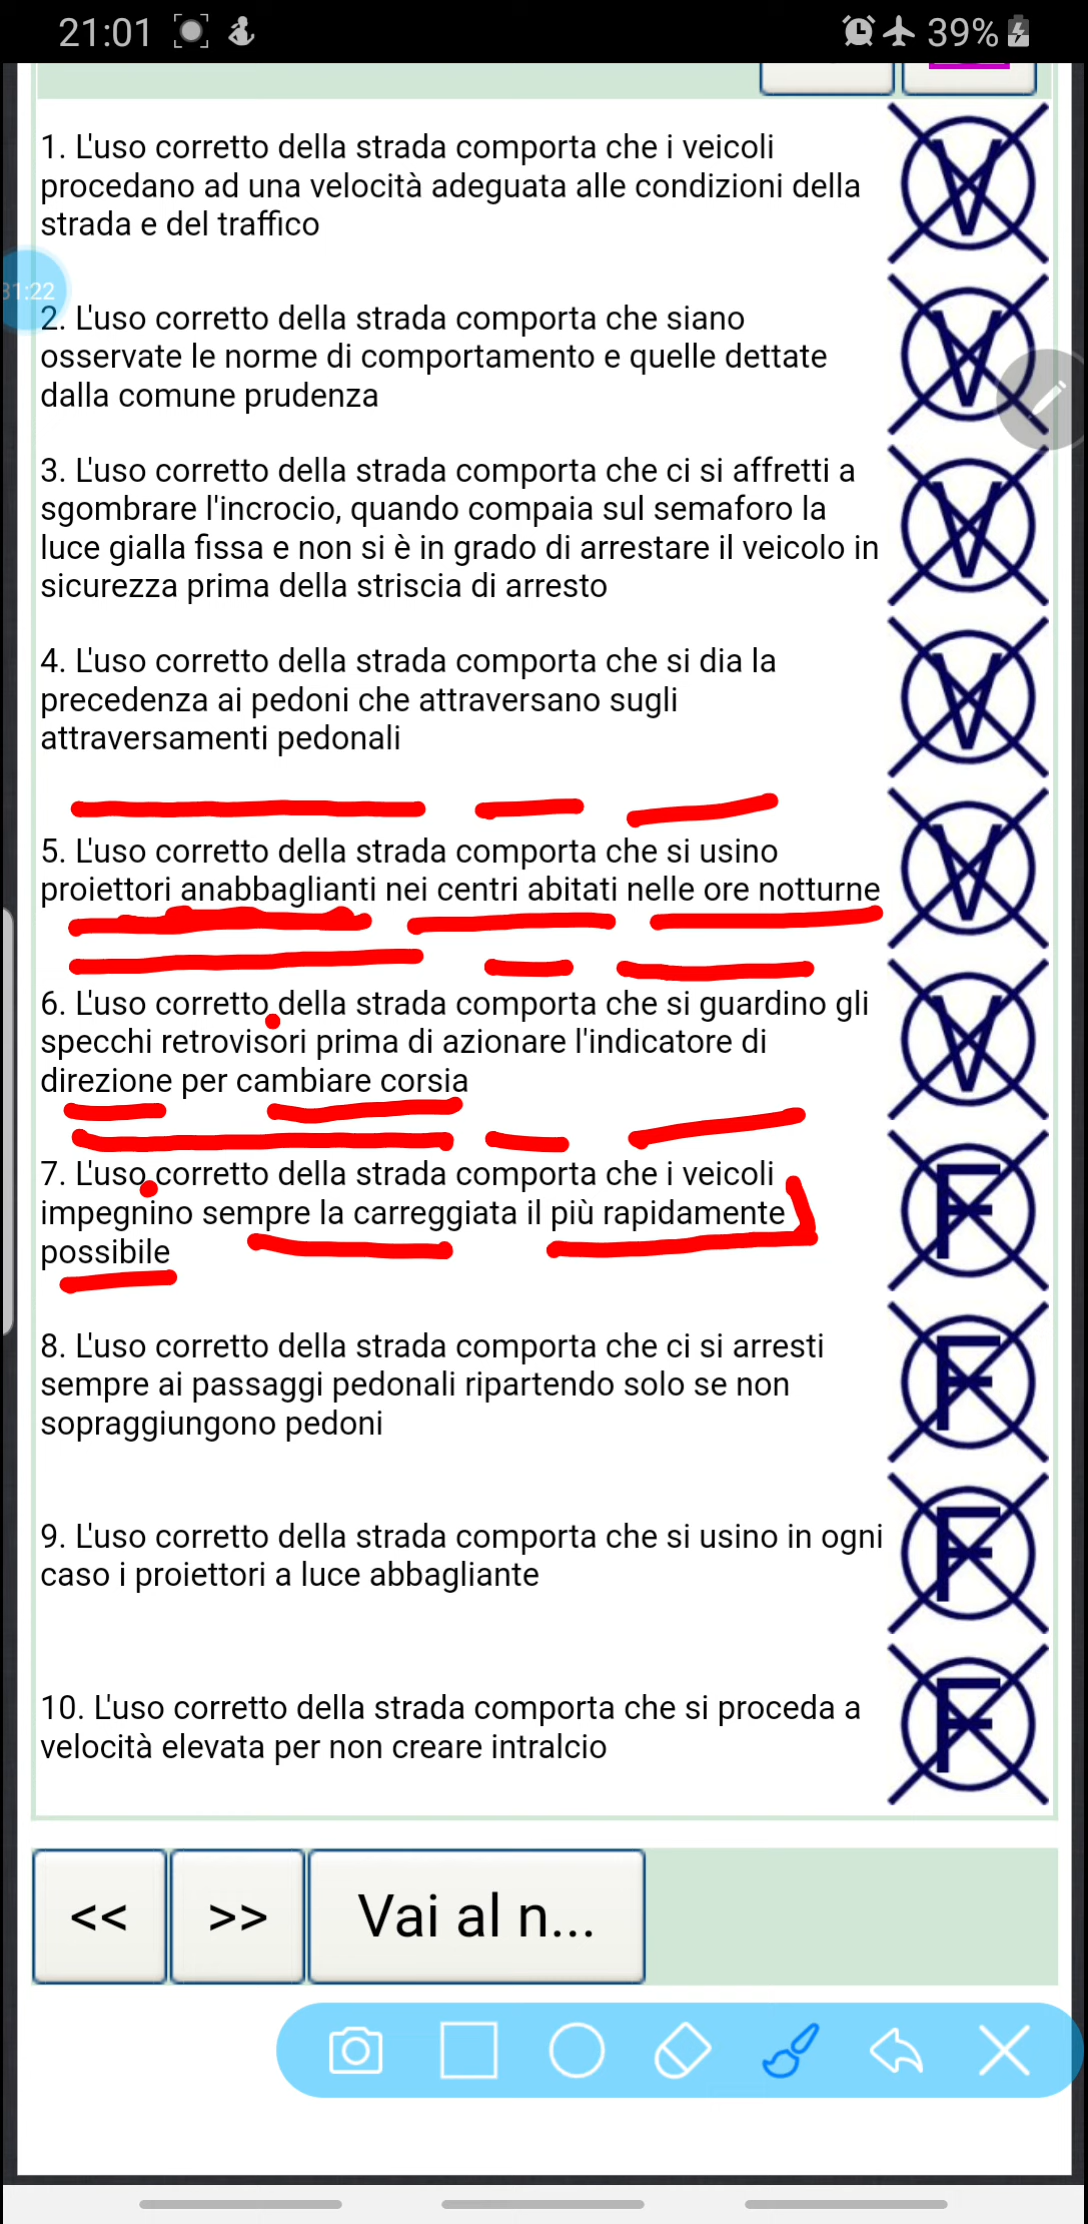 21:01
39%
1. L'uso corretto della strada comporta che i veicoli
procedano ad una velocità adeguata alle condizioni della
strada e del traffico
V
31:22
2. L'uso corretto della strada comporta che siano
osservate le norme di comportamento e quelle dettate
dalla comune prudenza
V
3. L'uso corretto della strada comporta che ci si affretti a
sgombrare l'incrocio, quando compaia sul semaforo la
luce gialla fissa e non si è in grado di arrestare il veicolo in
sicurezza prima della striscia di arresto
V
4. L'uso corretto della strada comporta che si dia la
precedenza ai pedoni che attraversano sugli
attraversamenti pedonali
V
5. L'uso corretto della strada comporta che si usino
proiettori anabbaglianti nei centri abitati nelle ore notturne
V
6. L'uso corretto della strada comporta che si guardino gli
specchi retrovisori prima di azionare l'indicatore di
direzione per cambiare corsia
V
7. L'uso corretto della strada comporta che i veicoli
impegnino sempre la carreggiata il più rapidamente
possibile
F
8. L'uso corretto della strada comporta che ci si arresti
sempre ai passaggi pedonali ripartendo solo se non
sopraggiungono pedoni
F
9. L'uso corretto della strada comporta che si usino in ogni
caso i proiettori a luce abbagliante
F
10. L'uso corretto della strada comporta che si proceda a
velocità elevata per non creare intralcio
F
<< >> Vai al n...